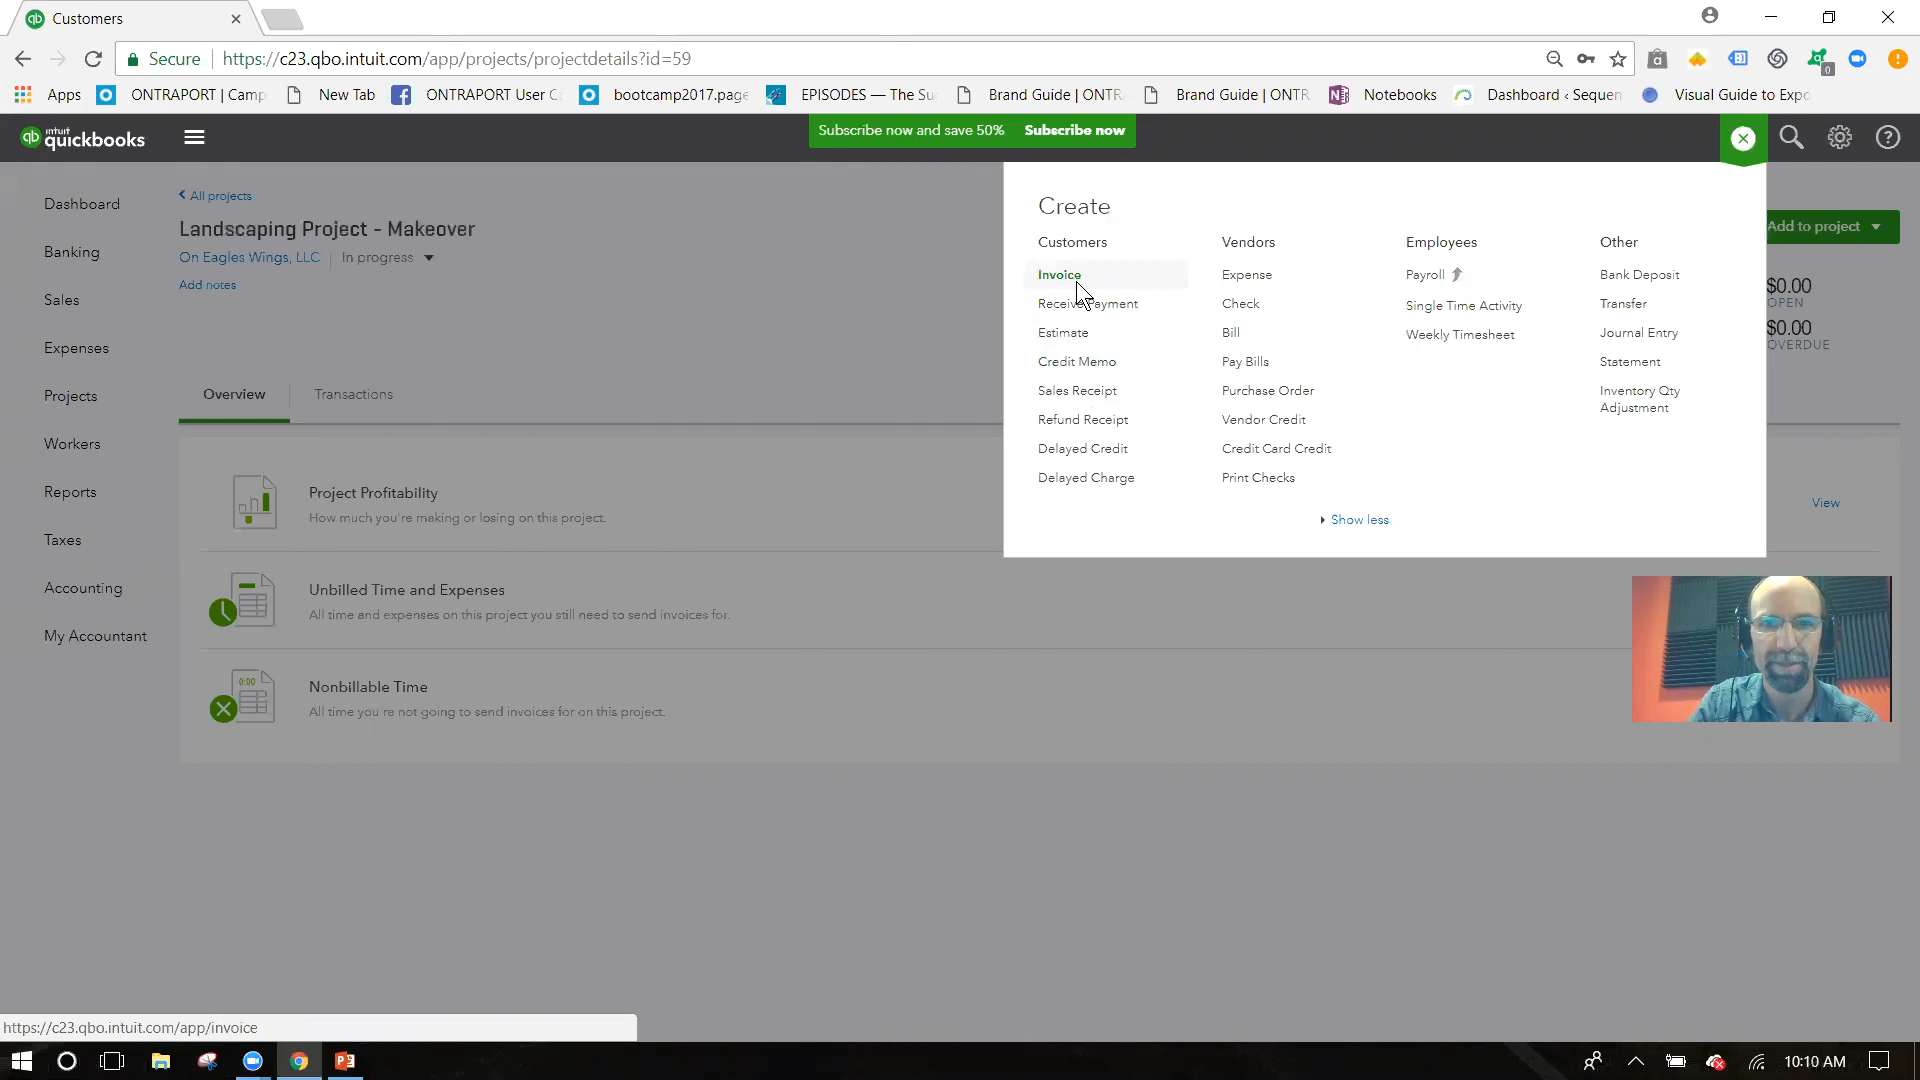 Customers
Secure
https://c23.qbo.intuit.com/app/projects/projectdetails?id=59
Apps
ONTRAPORT | Camp
New Tab
ONTRAPORT User C
bootcamp2017.page
EPISODES — The Su
Brand Guide | ONTR
Brand Guide | ONTR
Notebooks
Dashboard ‹ Sequen
Visual Guide to Expo
0
qb intuit quickbooks
Subscribe now and save 50% Subscribe now
Dashboard
Banking
Sales
Expenses
Projects
Workers
Reports
Taxes
Accounting
My Accountant
All projects
Landscaping Project - Makeover
On Eagles Wings, LLC
In progress
Add notes
Overview
Transactions
Project Profitability
How much you're making or losing on this project.
Unbilled Time and Expenses
All time and expenses on this project you still need to send invoices for.
0:00
Nonbillable Time
All time you're not going to send invoices for on this project.
Create
Customers
Invoice
Receive Payment
Estimate
Credit Memo
Sales Receipt
Refund Receipt
Delayed Credit
Delayed Charge
Vendors
Expense
Check
Bill
Pay Bills
Purchase Order
Vendor Credit
Credit Card Credit
Print Checks
Employees
Payroll
Single Time Activity
Weekly Timesheet
Other
Bank Deposit
Transfer
Journal Entry
Statement
Inventory Qty
Adjustment
Show less
Add to project
$0.00
OPEN
$0.00
OVERDUE
View
https://c23.qbo.intuit.com/app/invoice
10:10 AM